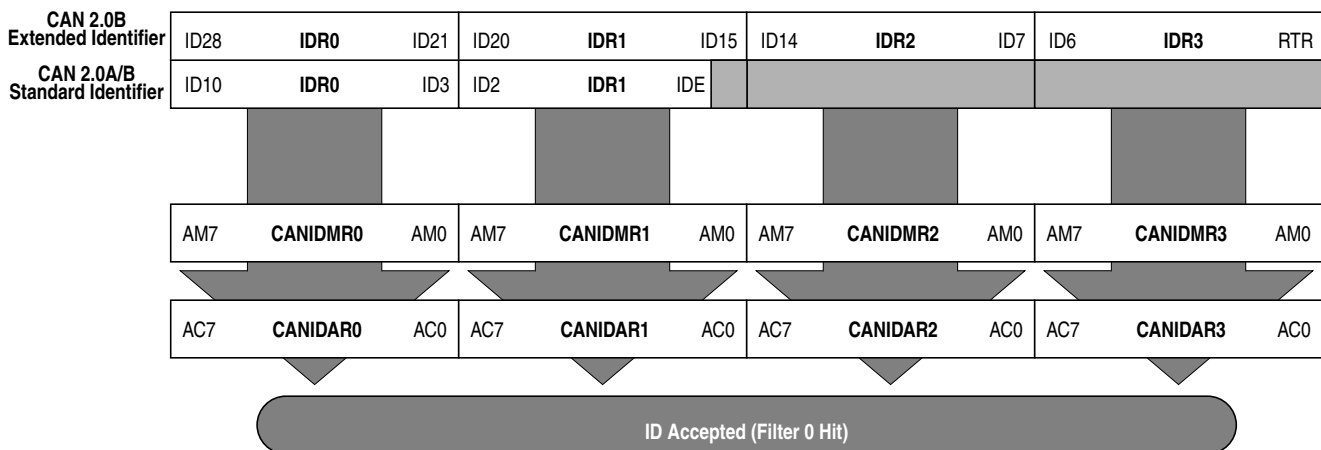 CAN 2.0B
Extended Identifier
ID28 IDR0 ID21 ID20 IDR1 ID15 ID14 IDR2 ID7 ID6 IDR3 RTR
CAN 2.0A/B
Standard Identifier
ID10 IDR0 ID3 ID2 IDR1 IDE
AM7 CANIDMR0 AM0 AM7 CANIDMR1 AM0 AM7 CANIDMR2 AM0 AM7 CANIDMR3 AM0
AC7 CANIDAR0 AC0 AC7 CANIDAR1 AC0 AC7 CANIDAR2 AC0 AC7 CANIDAR3 AC0
ID Accepted (Filter 0 Hit)